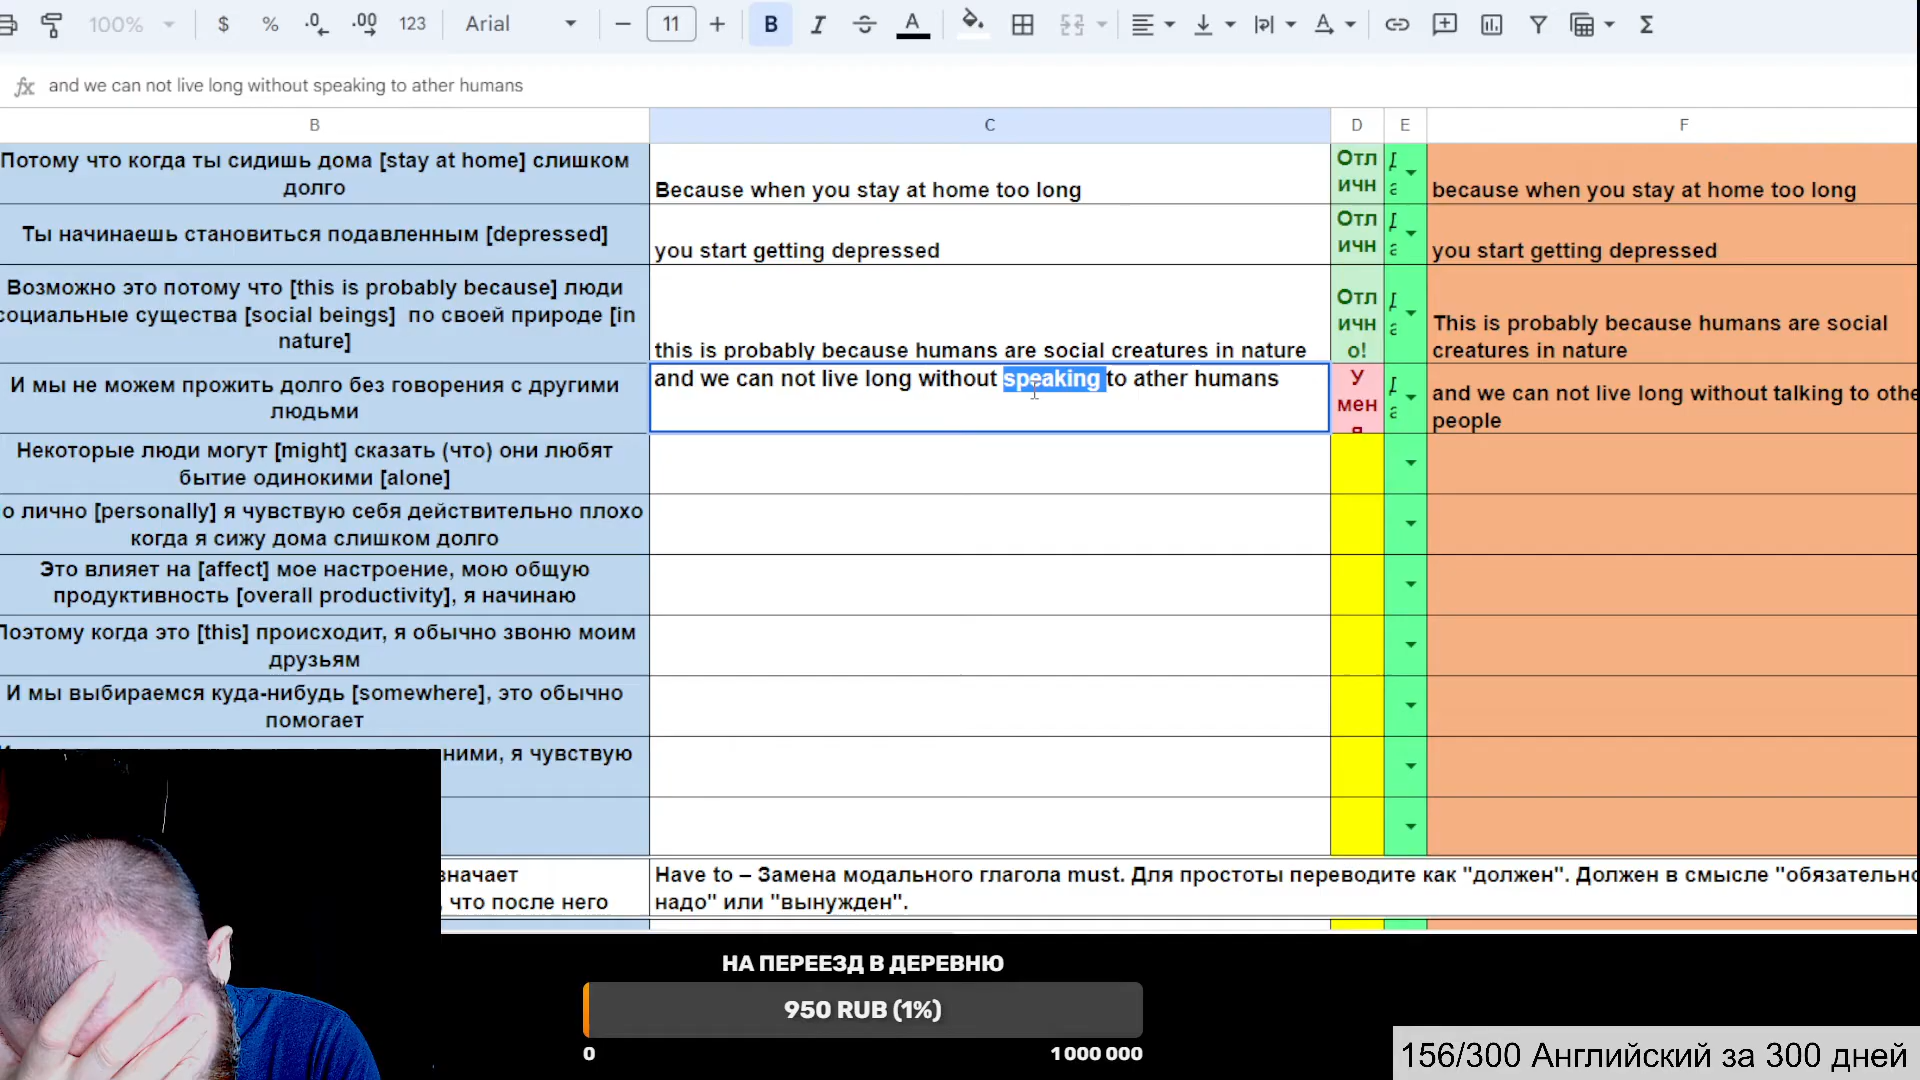 100%
$ % .0 .00 123 Arial 11 B I A Σ
fx and we can not live long without speaking to ather humans
B C D E F
Потому что когда ты сидишь дома [stay at home] слишком
долго
Because when you stay at home too long
Отл
ичн
because when you stay at home too long
Ты начинаешь становиться подавленным [depressed]
you start getting depressed
Отл
ичн
you start getting depressed
Возможно это потому что [this is probably because] люди
социальные существа [social beings] по своей природе [in
nature]
this is probably because humans are social creatures in nature
Отл
ичн
о!
This is probably because humans are social
creatures in nature
И мы не можем прожить долго без говорения с другими
людьми
and we can not live long without speaking to ather humans
У
мен
я
and we can not live long without talking to othe
people
Некоторые люди могут [might] сказать (что) они любят
бытие одинокими [alone]
о лично [personally] я чувствую себя действительно плохо
когда я сижу дома слишком долго
Это влияет на [affect] мое настроение, мою общую
продуктивность [overall productivity], я начинаю
Поэтому когда это [this] происходит, я обычно звоню моим
друзьям
И мы выбираемся куда-нибудь [somewhere], это обычно
помогает
ними, я чувствую
значает
, что после него
Have to – Замена модального глагола must. Для простоты переводите как "должен". Должен в смысле "обязательно
надо" или "вынужден".
НА ПЕРЕЕЗД В ДЕРЕВНЮ
950 RUB (1%)
0 1 000 000
156/300 Английский за 300 дней